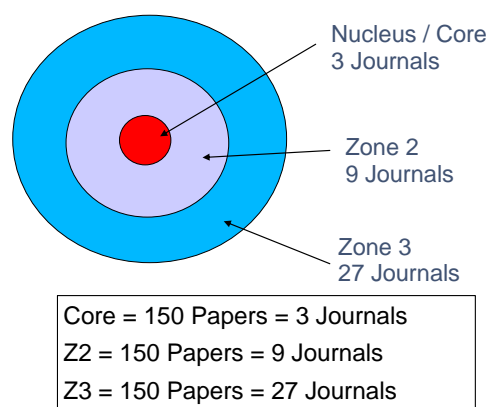 Nucleus / Core
3 Journals
Zone 2
9 Journals
Zone 3
27 Journals
Core = 150 Papers = 3 Journals
Z2 = 150 Papers = 9 Journals
Z3 = 150 Papers = 27 Journals